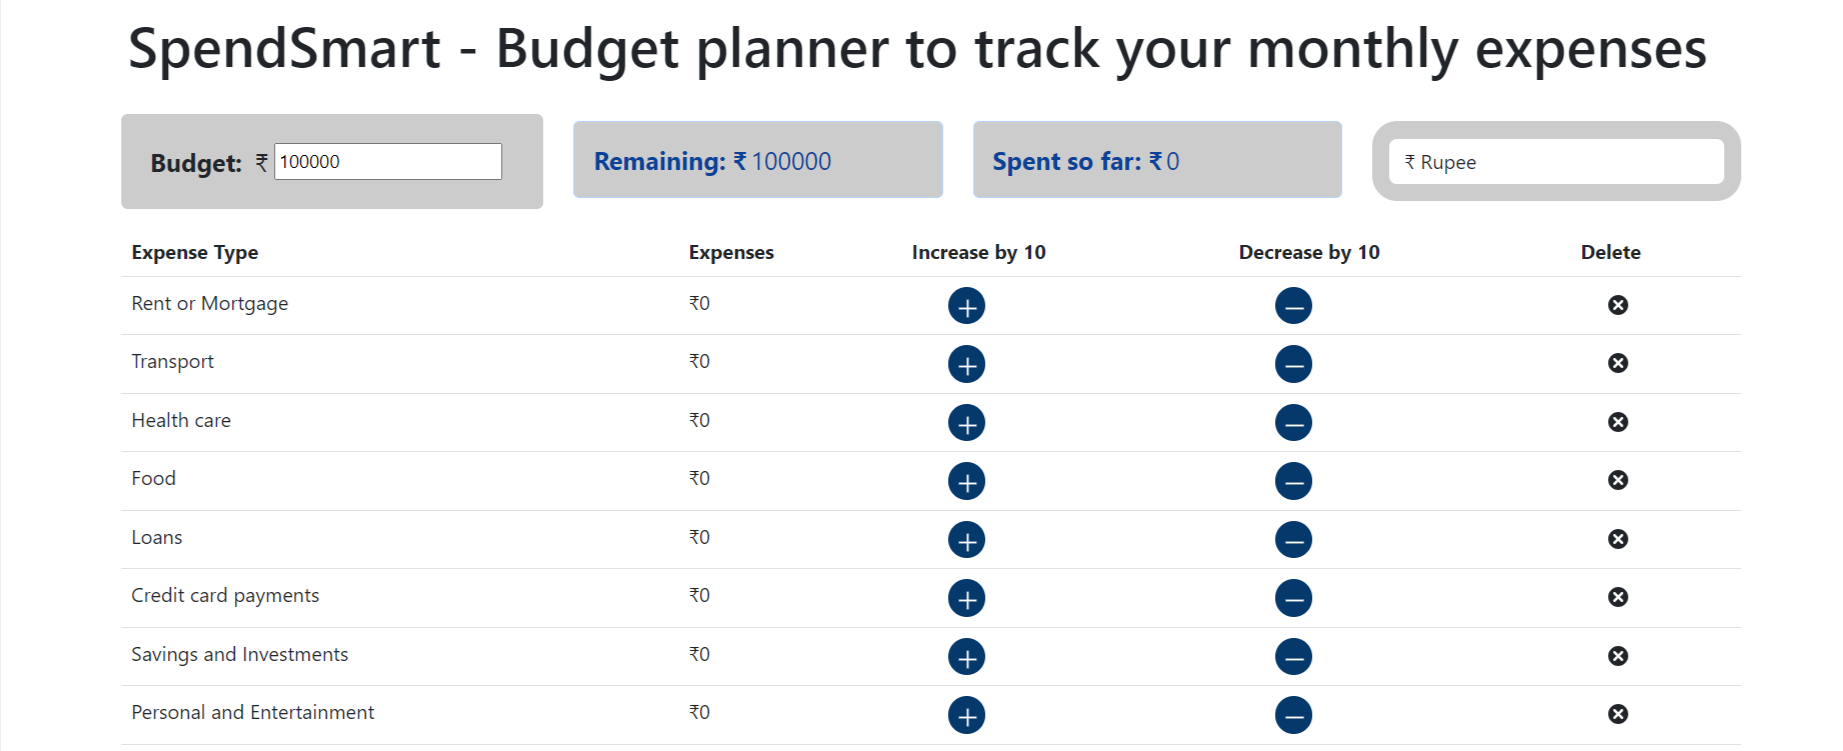 SpendSmart - Budget planner to track your monthly expenses
Budget: ₹ 100000 Remaining: ₹ 100000 Spent so far: ₹ 0 ₹ Rupee
Expense Type Expenses Increase by 10 Decrease by 10 Delete
Rent or Mortgage ₹0
Transport ₹0
Health care ₹0
Food ₹0
Loans ₹0
Credit card payments ₹0
Savings and Investments ₹0
Personal and Entertainment ₹0